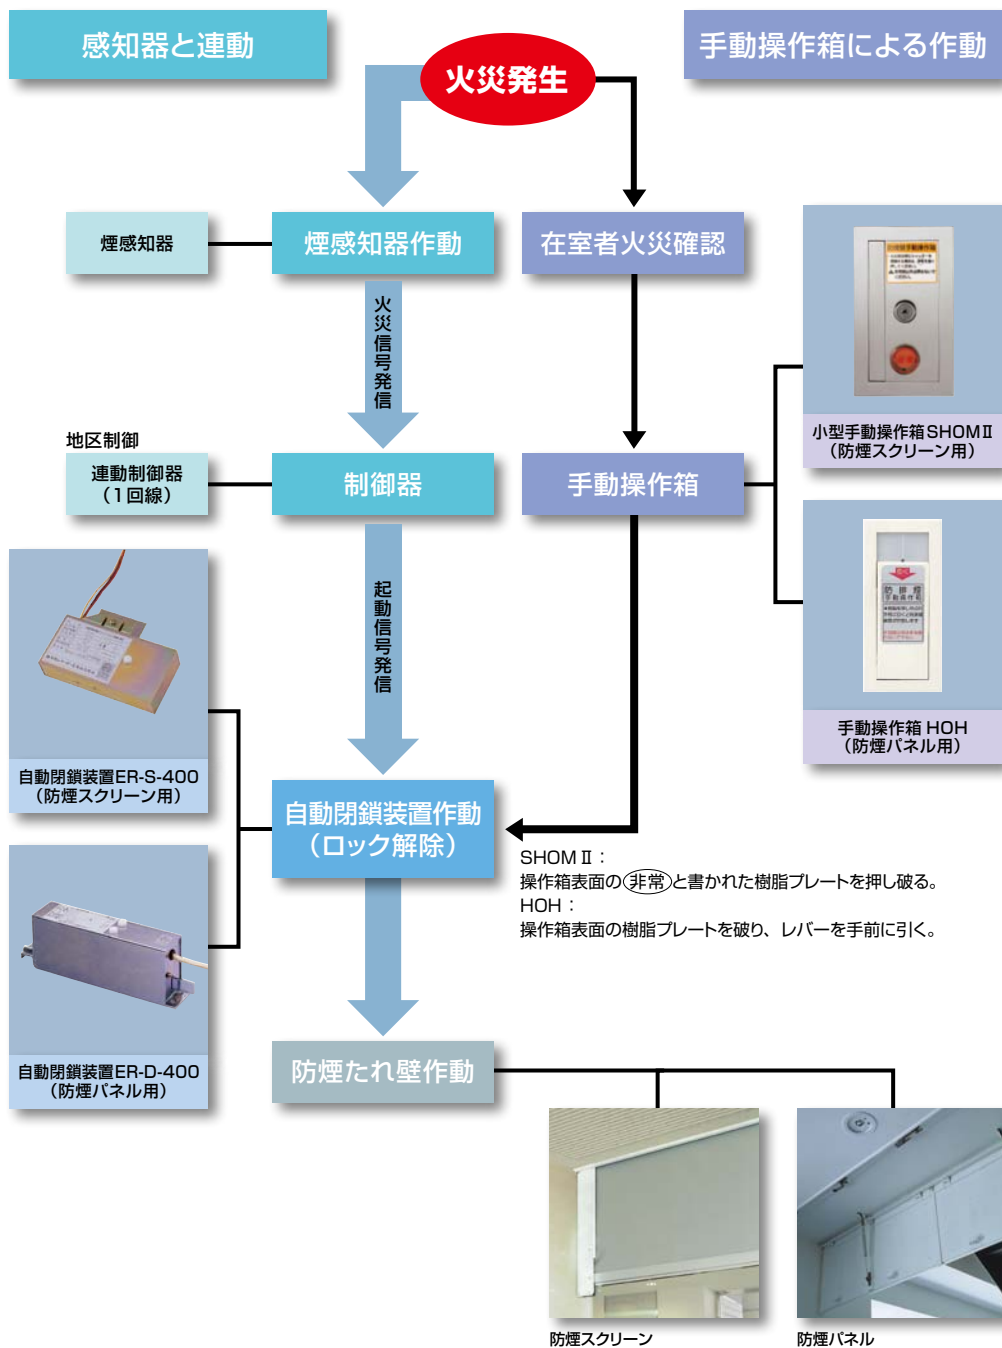 感知器と連動
火災発生
手動操作箱による作動
煙感知器
煙感知器作動
在室者火災確認
火災信号発信
小型手動操作箱SHOMⅡ
（防煙スクリーン用）
地区制御
連動制御器
（1回線）
制御器
手動操作箱
起動信号発信
防排煙
手動操作箱
手動操作箱 HOH
（防煙パネル用）
自動閉鎖装置ER-S-400
（防煙スクリーン用）
自動閉鎖装置作動
（ロック解除）
SHOMⅡ：
操作箱表面の非常と書かれた樹脂プレートを押し破る。
HOH：
操作箱表面の樹脂プレートを破り、レバーを手前に引く。
自動閉鎖装置ER-D-400
（防煙パネル用）
防煙たれ壁作動
防煙スクリーン
防煙パネル